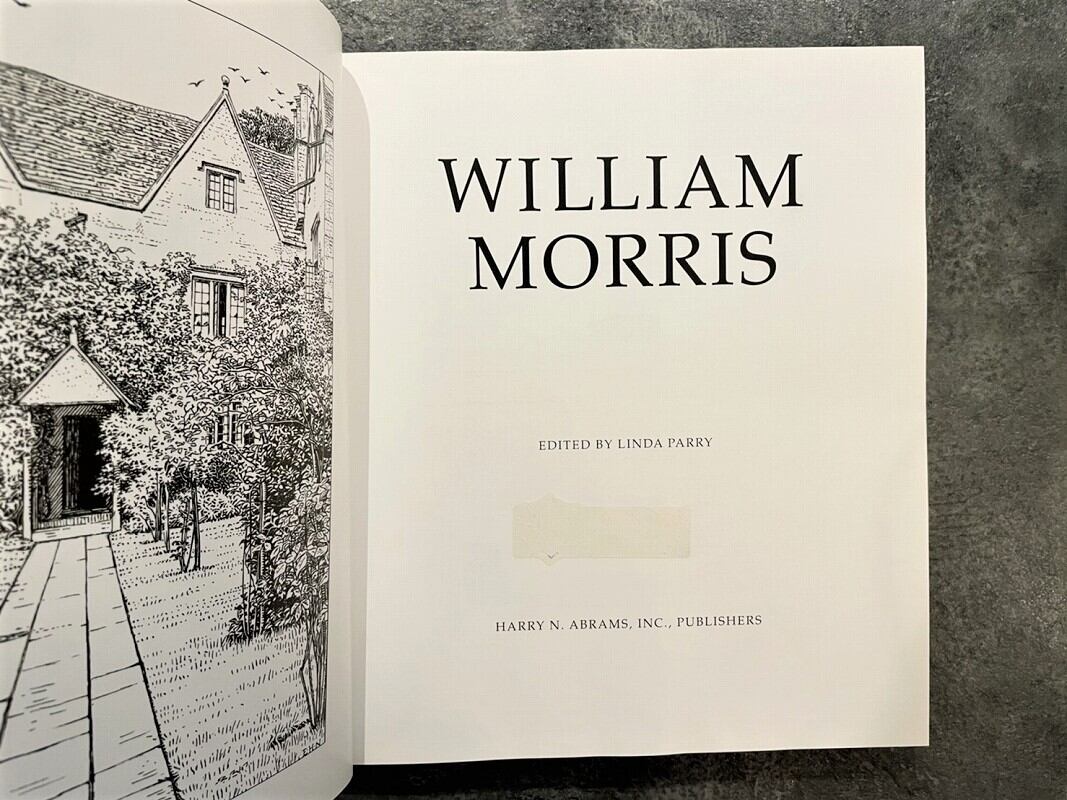 WILLIAM
MORRIS
EDITED BY LINDA PARRY
HARRY N. ABRAMS, INC., PUBLISHERS